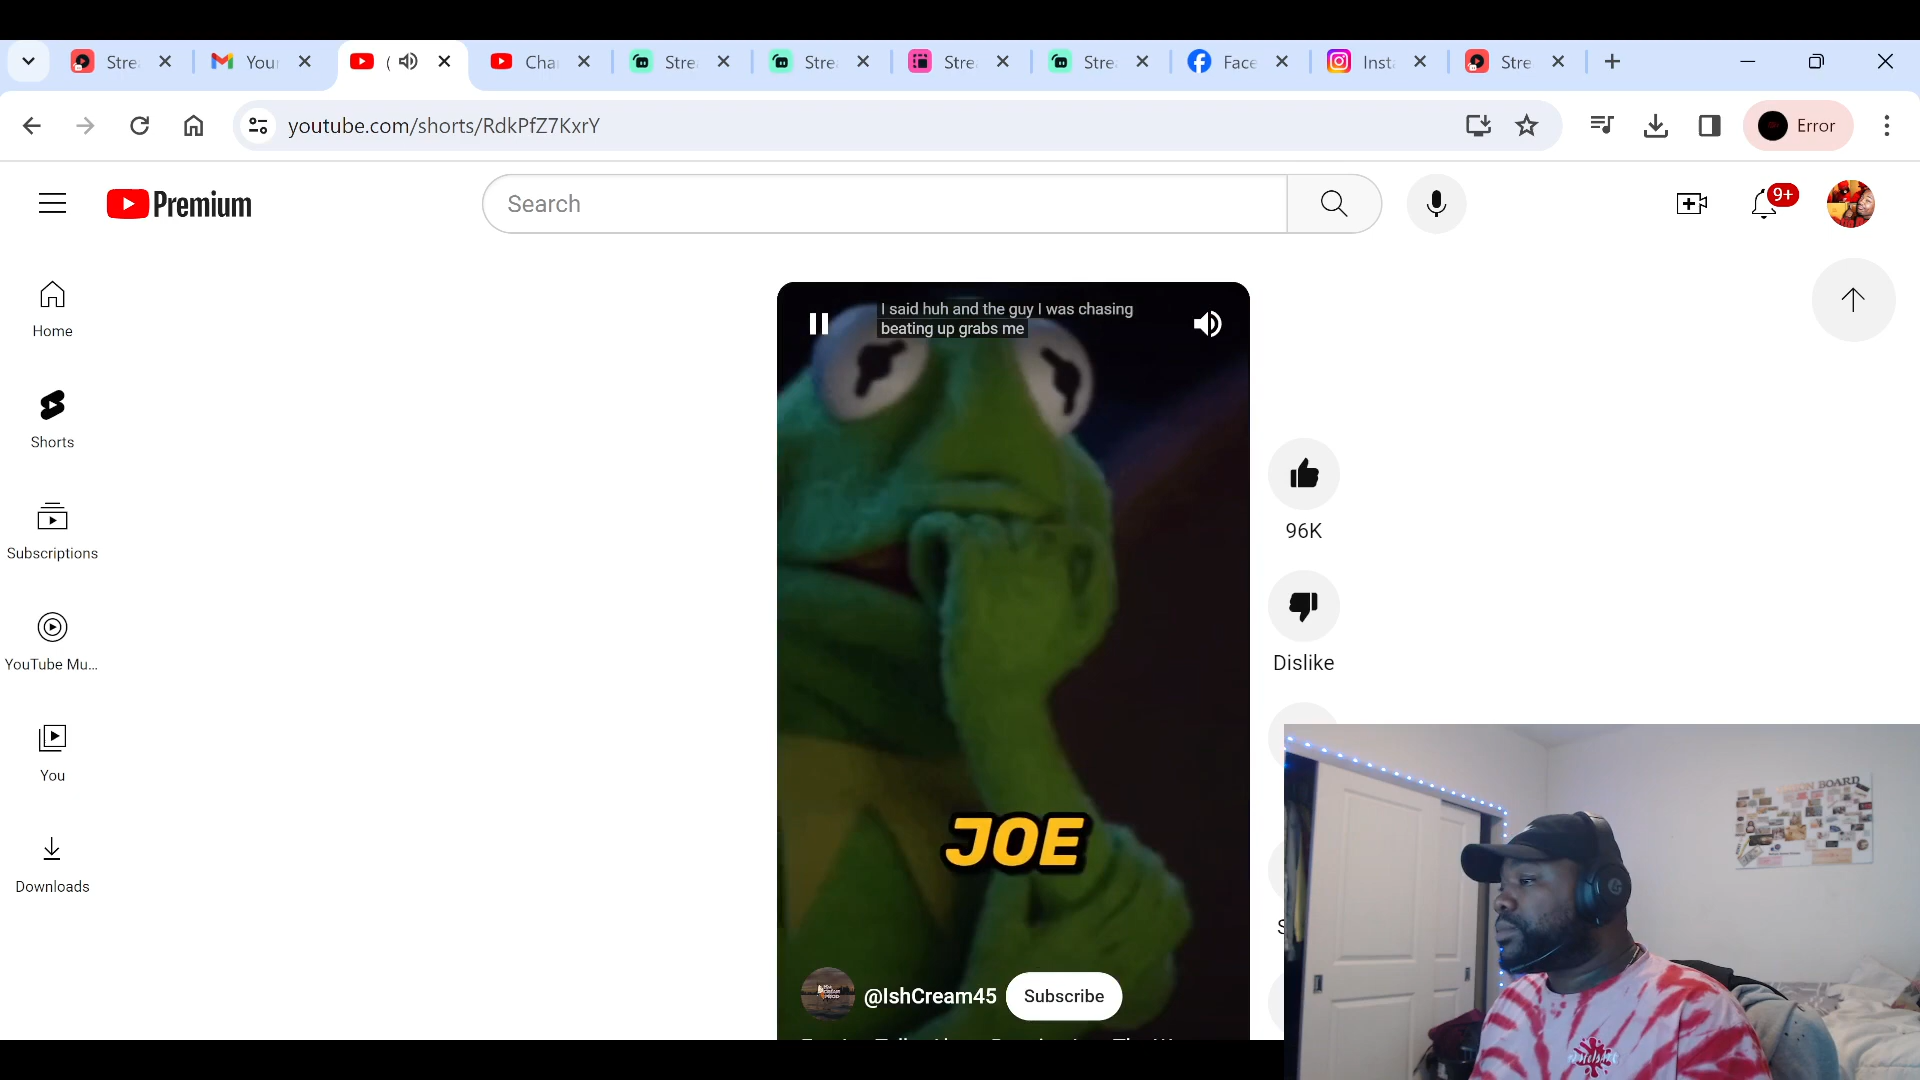 Stre
You
(
Cha
Stre
Stre
Stre
Stre
Face
Inst
Stre
youtube.com/shorts/RdkPfZ7KxrY
Error
Premium
Search
9+
Home
Shorts
Subscriptions
YouTube Mu...
You
Downloads
I said huh and the guy I was chasing
beating up grabs me
JOE
@IshCream45
Subscribe
96K
Dislike
S
BOARD